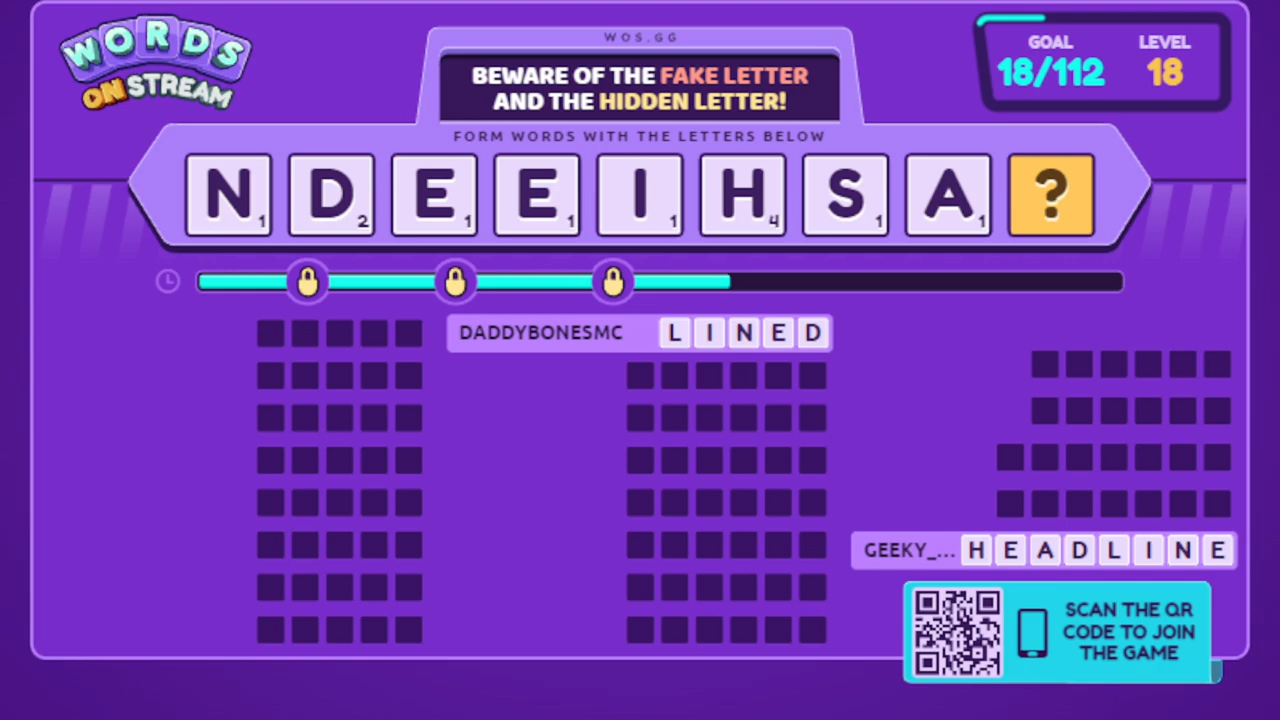 WORDS
ON STREAM
WOS.GG
BEWARE OF THE FAKE LETTER
AND THE HIDDEN LETTER!
GOAL
18/112
LEVEL
18
FORM WORDS WITH THE LETTERS BELOW
N1 D2 E1 E1 I1 H4 S1 A1 ?
DADDYBONESMC LINED
GEEKY_... HEADLINE
SCAN THE QR
CODE TO JOIN
THE GAME